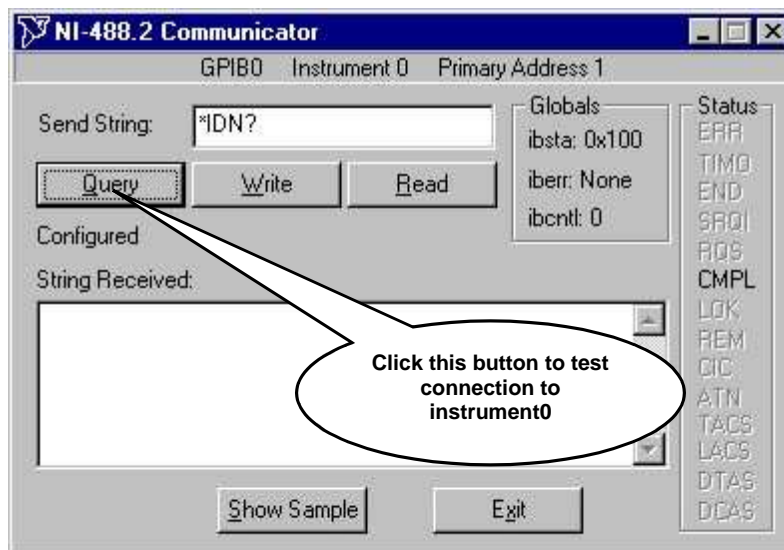 NI-488.2 Communicator
GPIB0 Instrument 0 Primary Address 1
Send String: *IDN?
Query Write Read
Configured
String Received:
Globals
ibsta: 0x100
iberr: None
ibcntl: 0
Status
ERR
TIMO
END
SRQI
RQS
CMPL
LOK
REM
CIC
ATN
TACS
LACS
DTAS
DCAS
Click this button to test
connection to
instrument0
Show Sample Exit